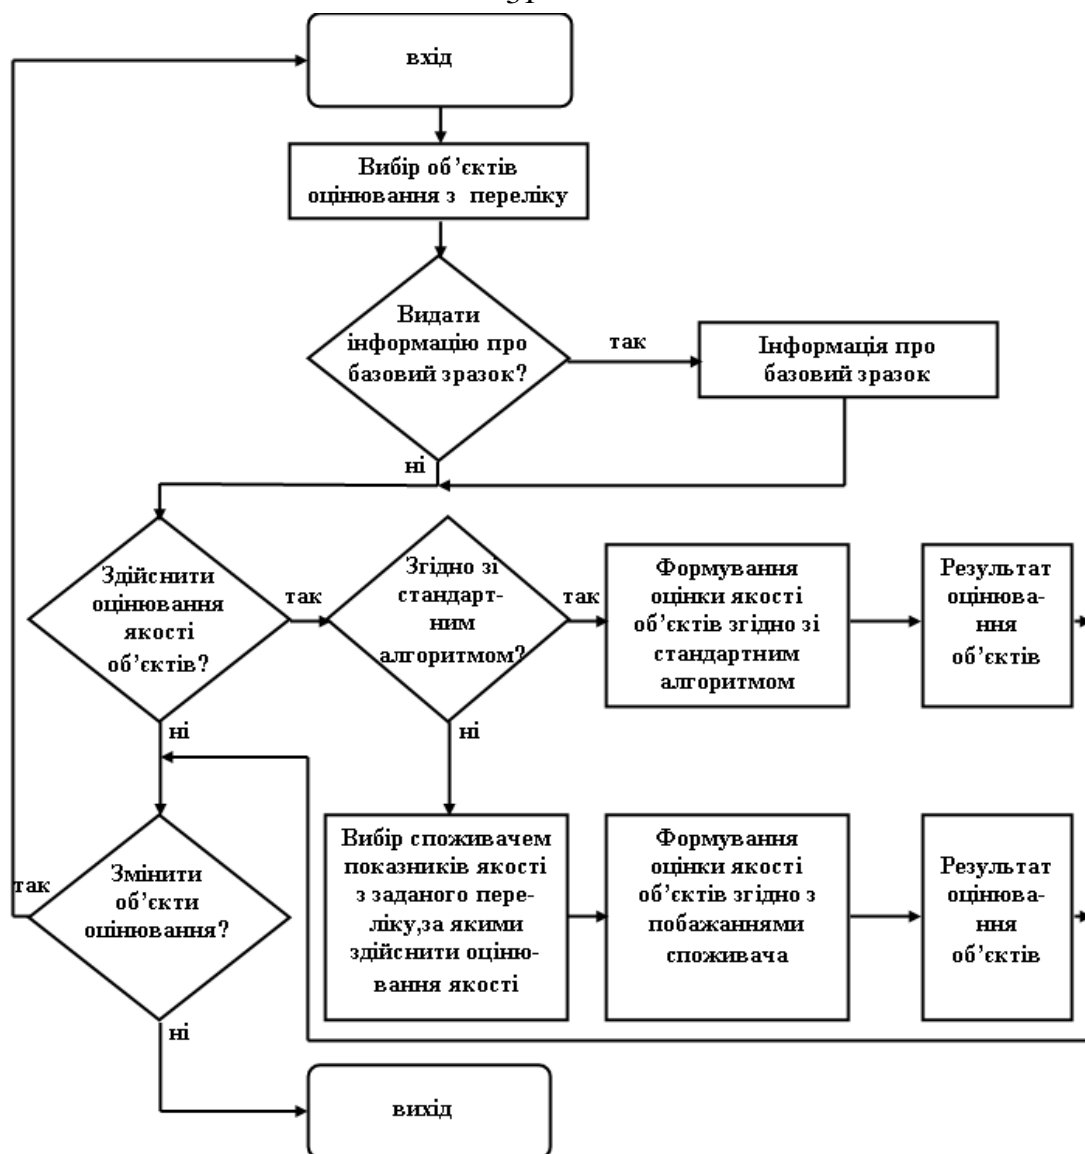 вхід
Вибір об’єктів
оцінювання з переліку
Видати
інформацію про
базовий зразок?
так
Інформація про
базовий зразок
ні
Здійснити
оцінювання
якості
об’єктів?
так
Згідно зі
стандарт-
ним
алгоритмом?
так
Формування
оцінки якості
об’єктів згідно зі
стандартним
алгоритмом
Результат
оцінюва-
ння
об’єктів
ні
ні
Вибір споживачем
показників якості
з заданого пере-
ліку,за якими
здійснити оціню-
вання якості
Формування
оцінки якості
об’єктів згідно з
побажаннями
споживача
Результат
оцінюва-
ння
об’єктів
так
Змінити
об’єкти
оцінювання?
ні
вихід